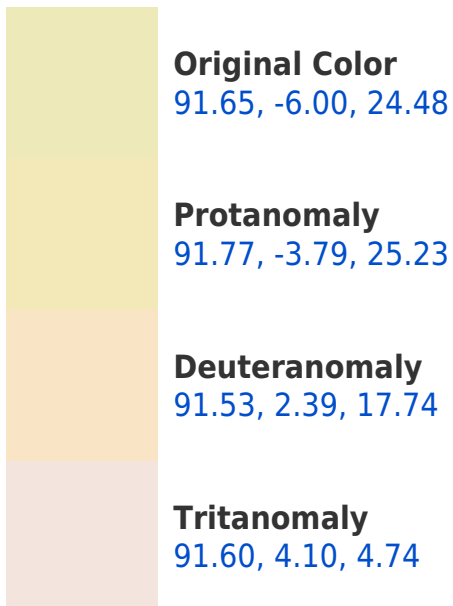 Original Color
91.65, -6.00, 24.48
Protanomaly
91.77, -3.79, 25.23
Deuteranomaly
91.53, 2.39, 17.74
Tritanomaly
91.60, 4.10, 4.74